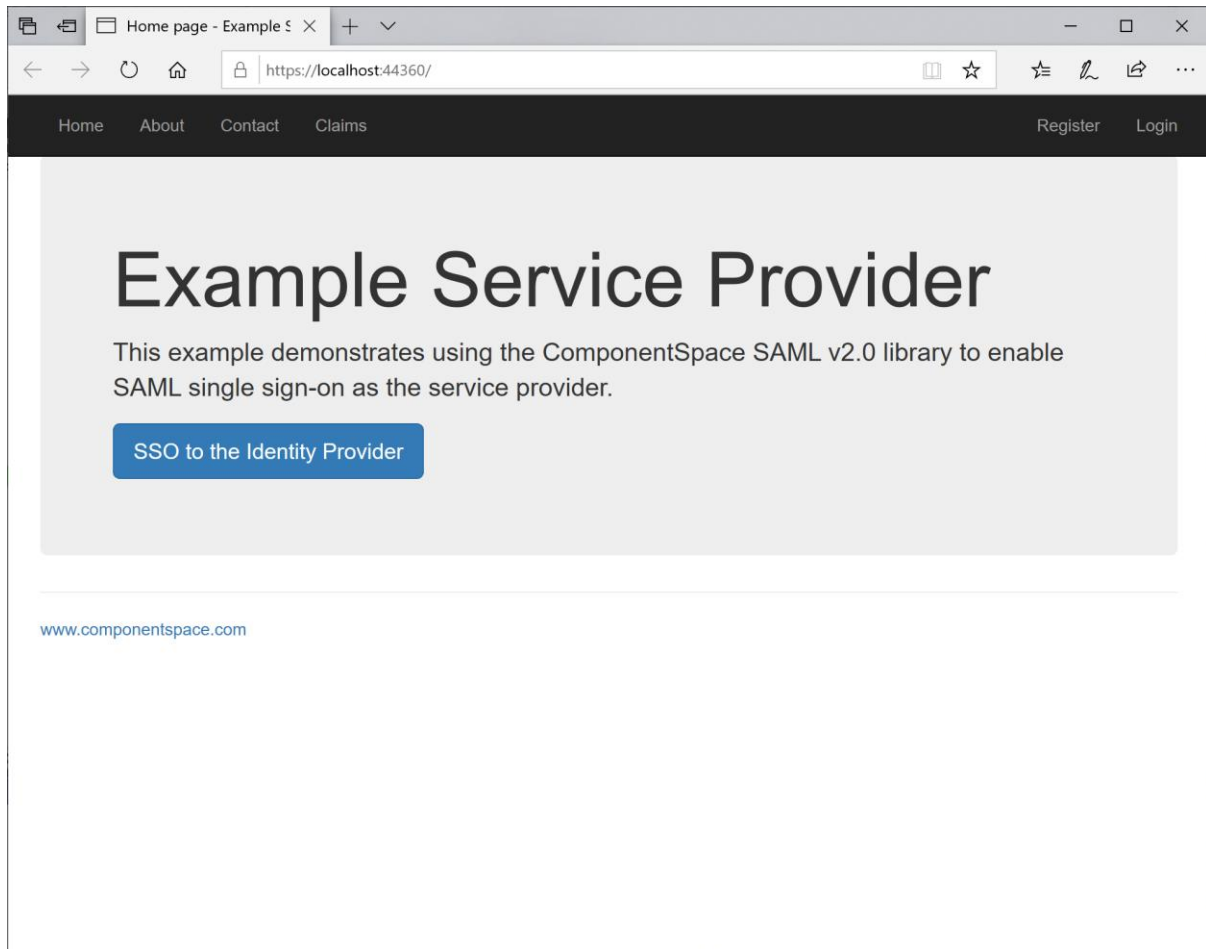 Home page - Example S
https://localhost:44360/
Home About Contact Claims Register Login
Example Service Provider
This example demonstrates using the ComponentSpace SAML v2.0 library to enable
SAML single sign-on as the service provider.
SSO to the Identity Provider
www.componentspace.com